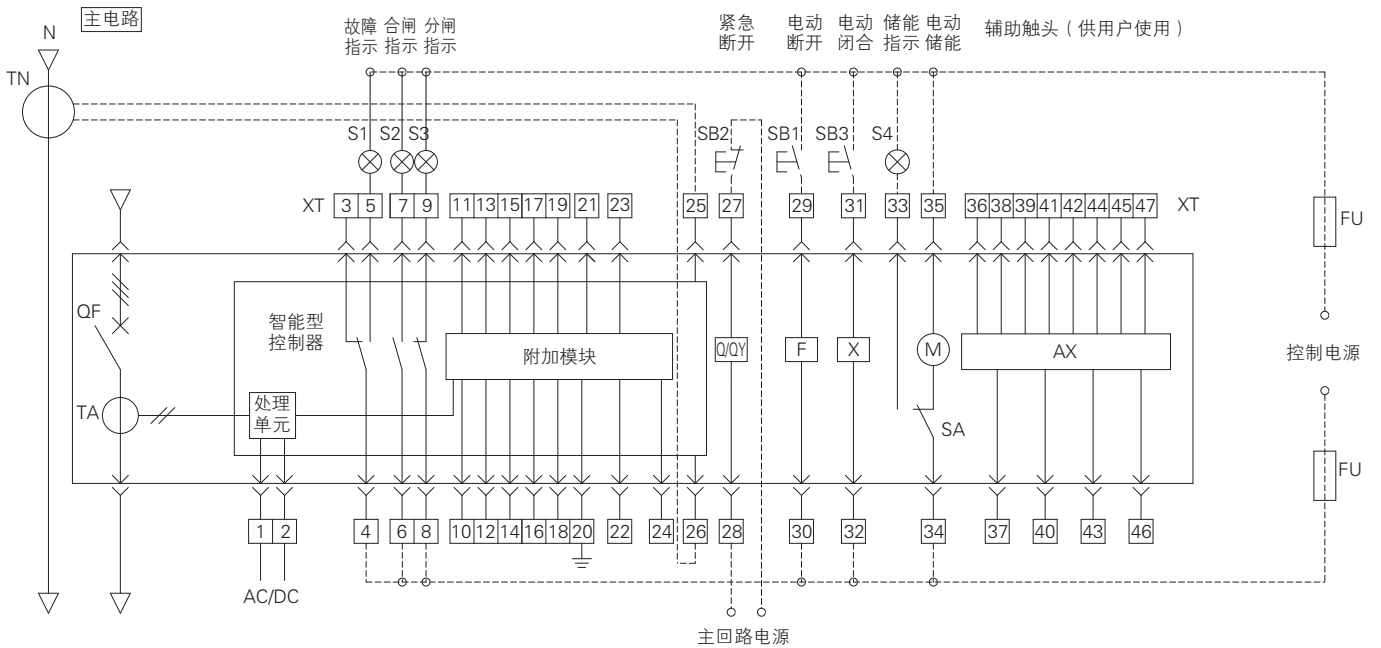 主电路
N
TN
故障 合闸 分闸
指示 指示 指示
紧急
断开
电动
断开
电动
闭合
储能
指示
电动
储能
辅助触头（供用户使用）
S1 S2 S3
SB2 SB1 SB3 S4
XT 3 5 7 9 11 13 15 17 19 21 23 25 27 29 31 33 35 36 38 39 41 42 44 45 47 XT
FU
QF
智能型
控制器
附加模块
Q/QY F X M AX
控制电源
TA
处理
单元
SA
FU
1 2 4 6 8 10 12 14 16 18 20 22 24 26 28 30 32 34 37 40 43 46
AC/DC
主回路电源